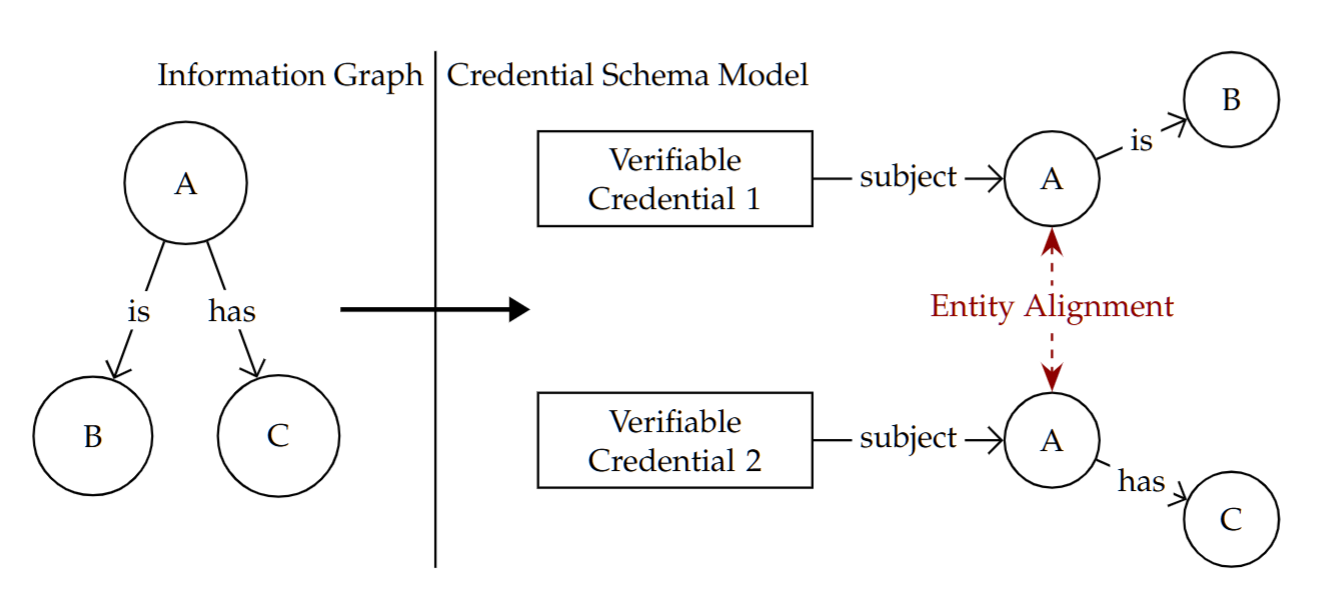 Information Graph
A
is
has
B
C
Credential Schema Model
Verifiable
Credential 1
subject
A
is
B
Entity Alignment
Verifiable
Credential 2
subject
A
has
C